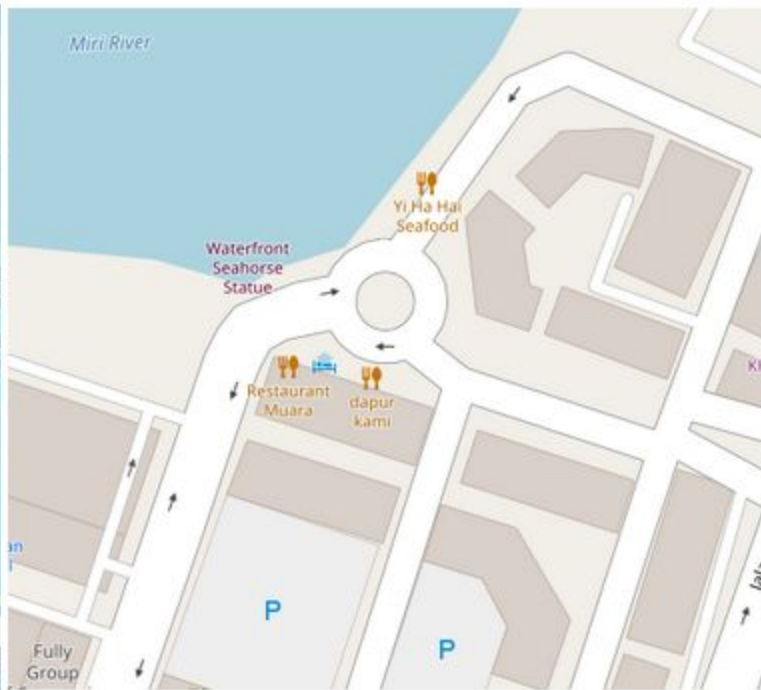 Miri River
Yi Ha Hai
Seafood
Waterfront
Seahorse
Statue
Restaurant
Muara
dapur
kami
P
P
Fully
Group